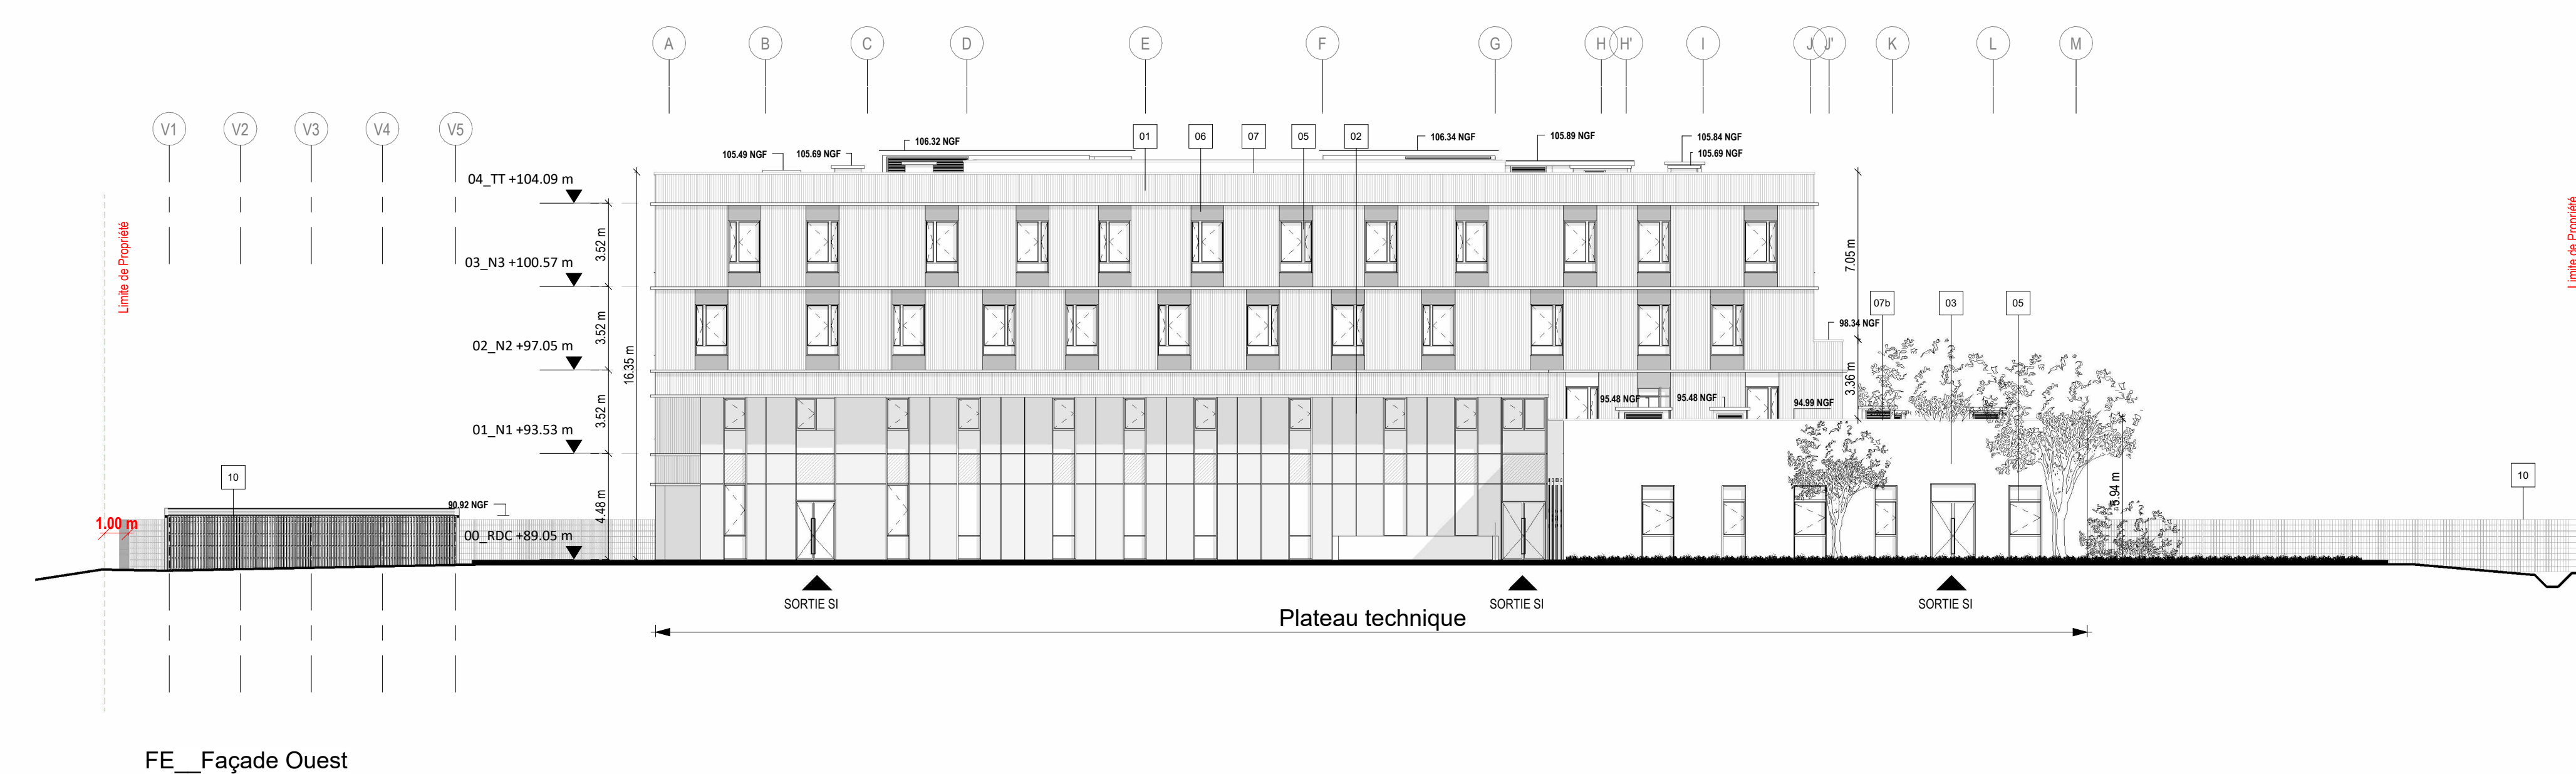 A B C D E F G H H' I J J' K L M
V1 V2 V3 V4 V5
01 06 07 05 02
106.32 NGF
106.34 NGF
105.89 NGF
105.84 NGF
105.49 NGF
105.69 NGF
105.69 NGF
04_TT +104.09 m
Limite de Propriété
Limite de Propriété
3.52 m
7.05 m
03_N3 +100.57 m
07b 03 05
3.52 m
98.34 NGF
02_N2 +97.05 m
16.35 m
3.36 m
3.52 m
95.48 NGF
95.48 NGF
94.99 NGF
01_N1 +93.53 m
10
10
90.92 NGF
4.48 m
5.94 m
1.00 m
00_RDC +89.05 m
SORTIE SI
SORTIE SI
SORTIE SI
Plateau technique
FE__Façade Ouest